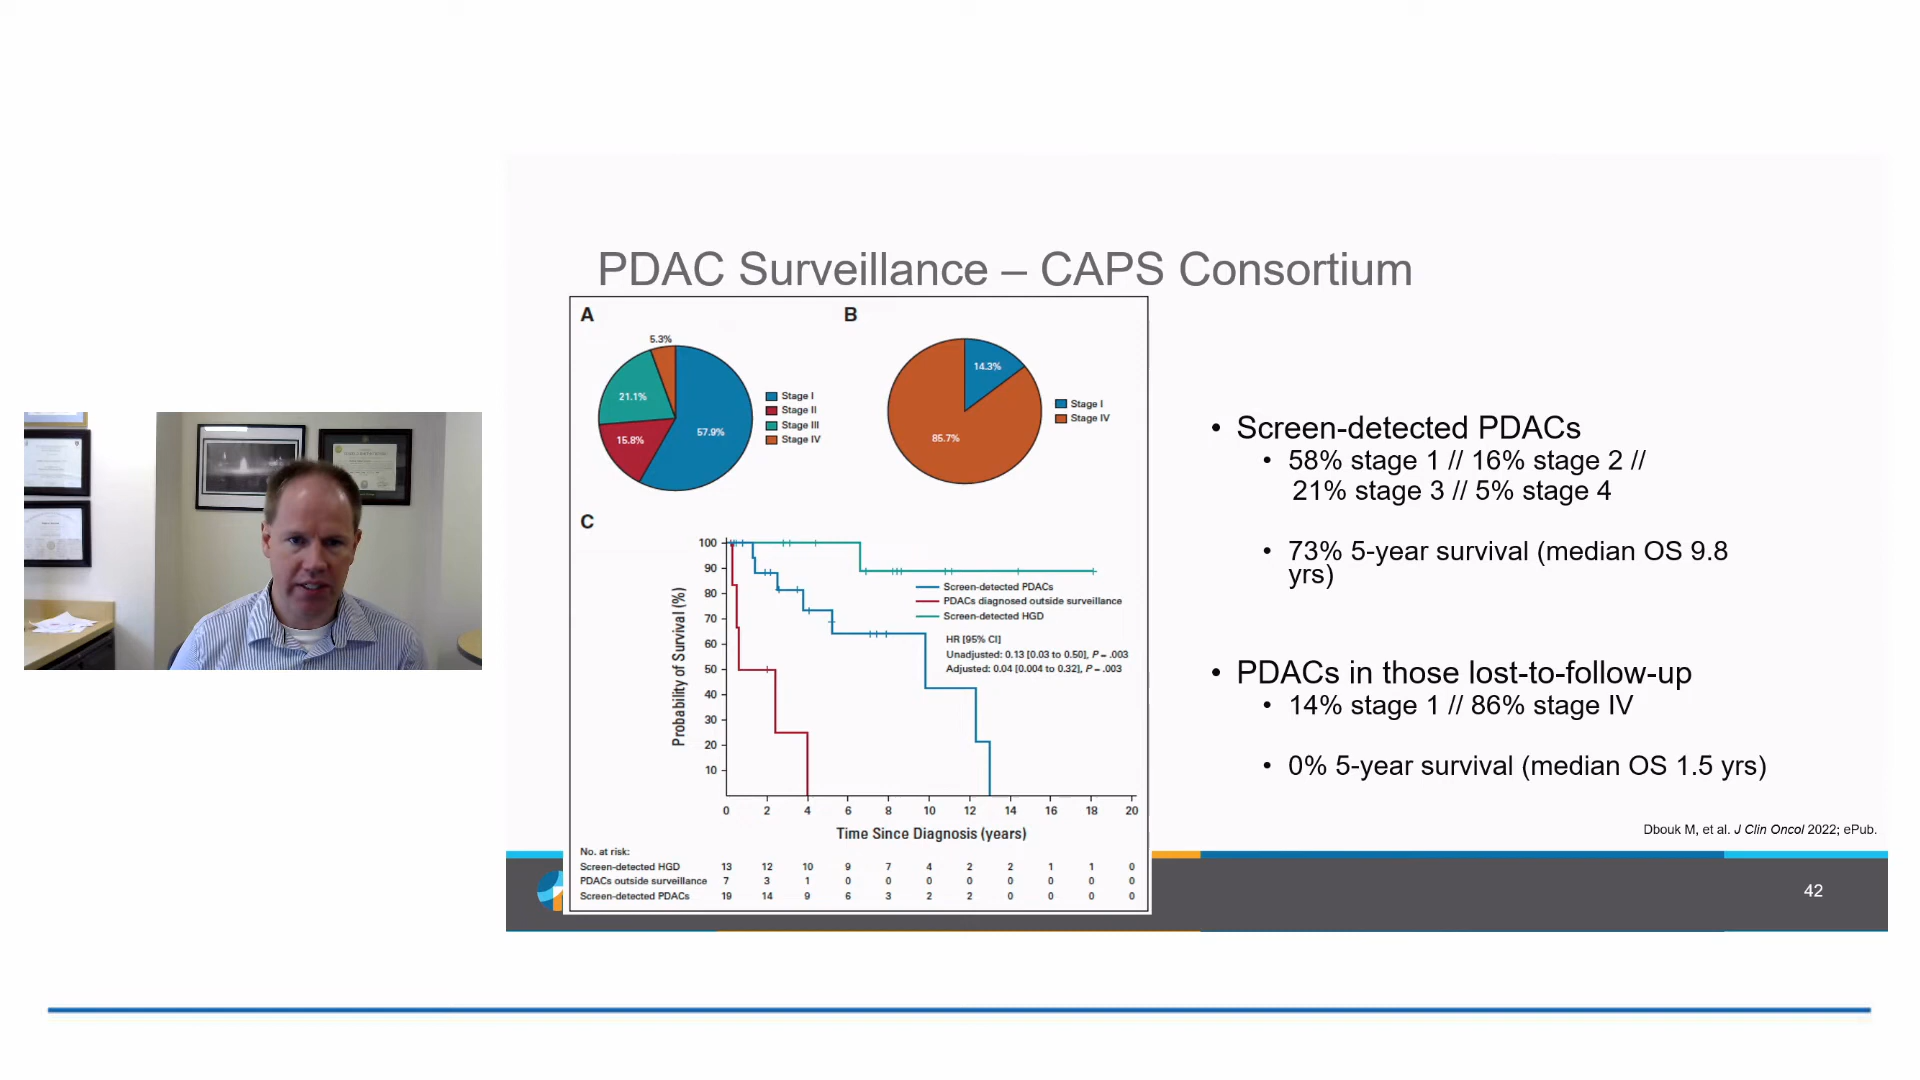 PDAC Surveillance – CAPS Consortium
A
5.3%
21.1%
15.8%
57.9%
Stage I
Stage II
Stage III
Stage IV
B
14.3%
85.7%
Stage I
Stage IV
C
Probability of Survival (%)
100
90
80
70
60
50
40
30
20
10
Screen-detected PDACs
PDACs diagnosed outside surveillance
Screen-detected HGD
HR [95% CI]
Unadjusted: 0.13 [0.03 to 0.50], P = .003
Adjusted: 0.04 [0.004 to 0.32], P = .003
0 2 4 6 8 10 12 14 16 18 20
Time Since Diagnosis (years)
No. at risk:
Screen-detected HGD 13 12 10 9 7 4 2 2 1 1 0
PDACs outside surveillance 7 3 1 0 0 0 0 0 0 0 0
Screen-detected PDACs 19 14 9 6 3 2 2 0 0 0 0
• Screen-detected PDACs
• 58% stage 1 // 16% stage 2 //
21% stage 3 // 5% stage 4
• 73% 5-year survival (median OS 9.8
yrs)
• PDACs in those lost-to-follow-up
• 14% stage 1 // 86% stage IV
• 0% 5-year survival (median OS 1.5 yrs)
Dbouk M, et al. J Clin Oncol 2022; ePub.
42